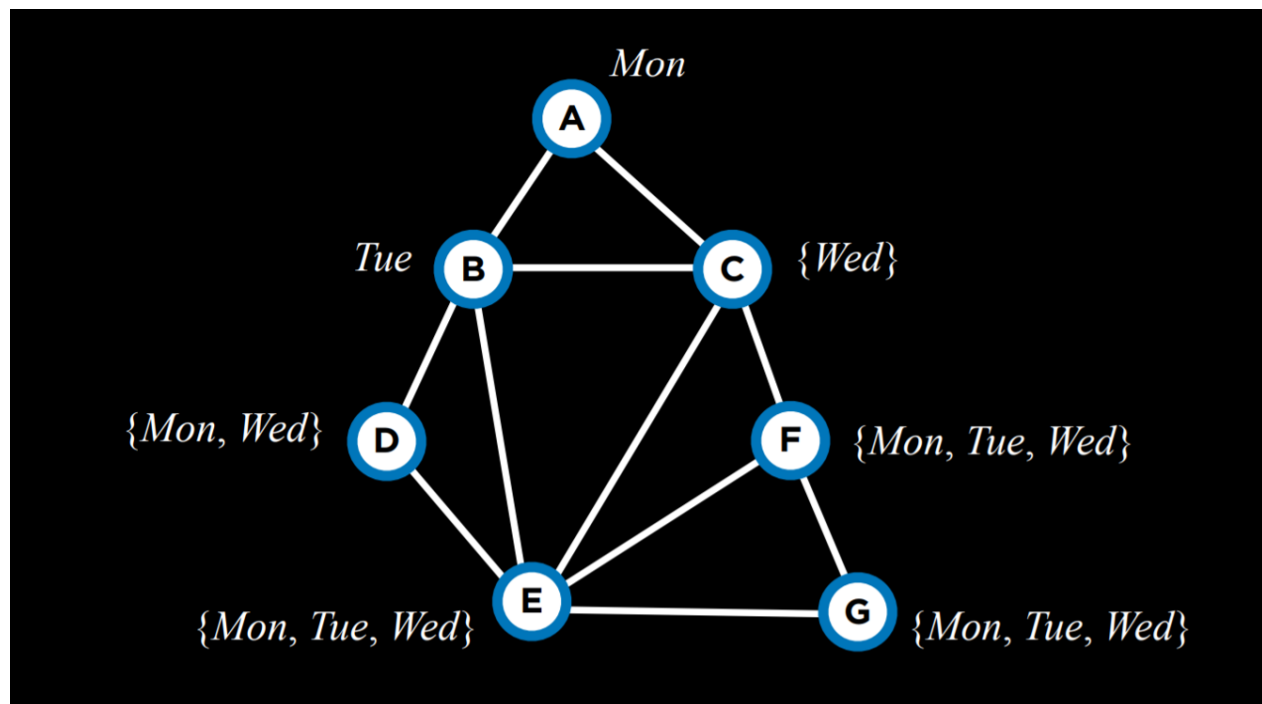 Mon
A
Tue
B
C
{Wed}
{Mon, Wed}
D
F
{Mon, Tue, Wed}
{Mon, Tue, Wed}
E
G
{Mon, Tue, Wed}